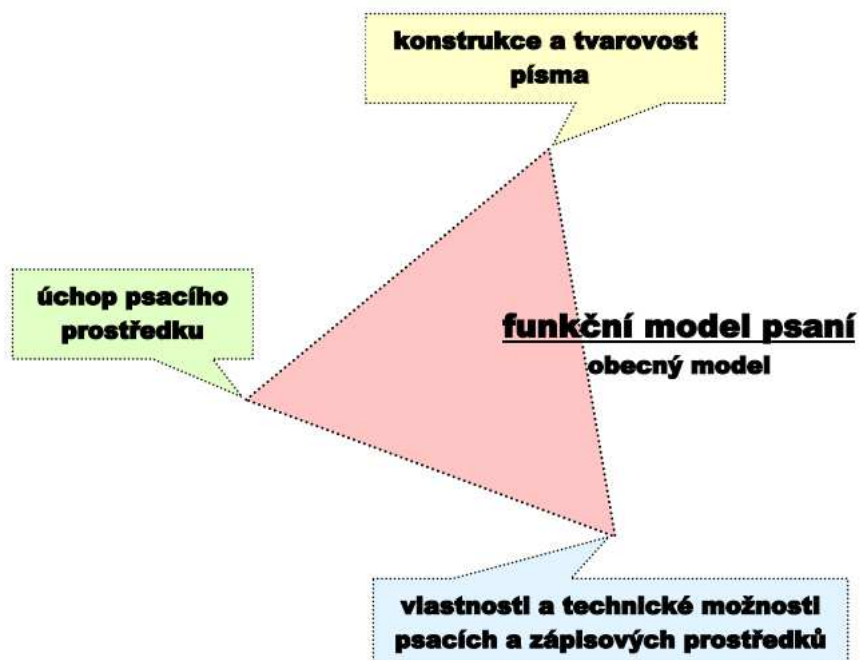 konstrukce a tvarovost
písma
úchop psacího
prostředku
funkční model psaní
obecný model
vlastnosti a technické možnosti
psacích a zápisových prostředků